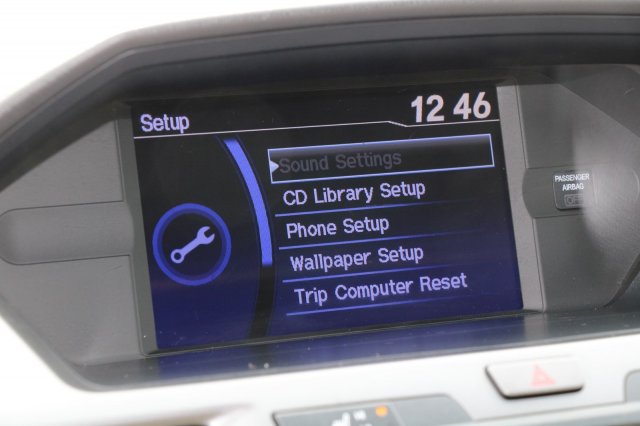 Setup
12 46
Sound Settings
CD Library Setup
Phone Setup
Wallpaper Setup
Trip Computer Reset
PASSENGER
AIRBAG